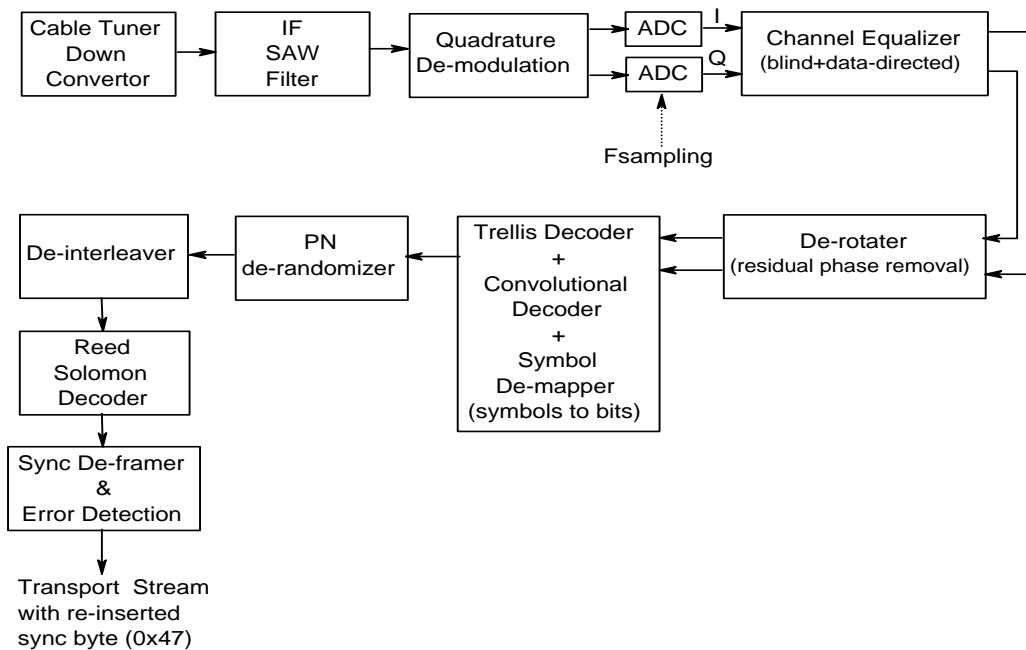 Cable Tuner
Down
Convertor
IF
SAW
Filter
Quadrature
De-modulation
ADC
I
ADC
Q
Fsampling
Channel Equalizer
(blind+data-directed)
De-rotater
(residual phase removal)
Trellis Decoder
+
Convolutional
Decoder
+
Symbol
De-mapper
(symbols to bits)
PN
de-randomizer
De-interleaver
Reed
Solomon
Decoder
Sync De-framer
&
Error Detection
Transport Stream
with re-inserted
sync byte (0x47)